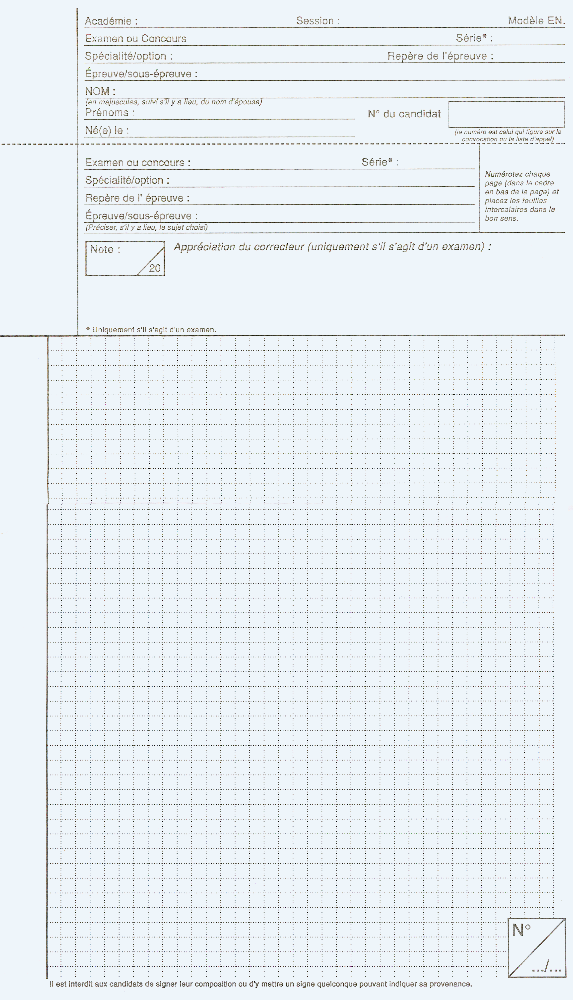 Académie : Session : Modèle EN.
Examen ou Concours Série* :
Spécialité/option : Repère de l'épreuve :
Épreuve/sous-épreuve :
NOM :
(en majuscules, suivi s'il y a lieu, du nom d'épouse)
Prénoms : N° du candidat
Né(e) le :
(le numéro est celui qui figure sur la
convocation ou la liste d'appel)
Examen ou concours : Série* :
Spécialité/option :
Repère de l' épreuve :
Épreuve/sous-épreuve :
(Préciser, s'il y a lieu, le sujet choisi)
Numérotez chaque
page (dans le cadre
en bas de la page) et
placez les feuilles
intercalaires dans le
bon sens.
Note :
20
Appréciation du correcteur (uniquement s'il s'agit d'un examen) :
* Uniquement s'il s'agit d'un examen.
N°
.../...
Il est interdit aux candidats de signer leur composition ou d'y mettre un signe quelconque pouvant indiquer sa provenance.